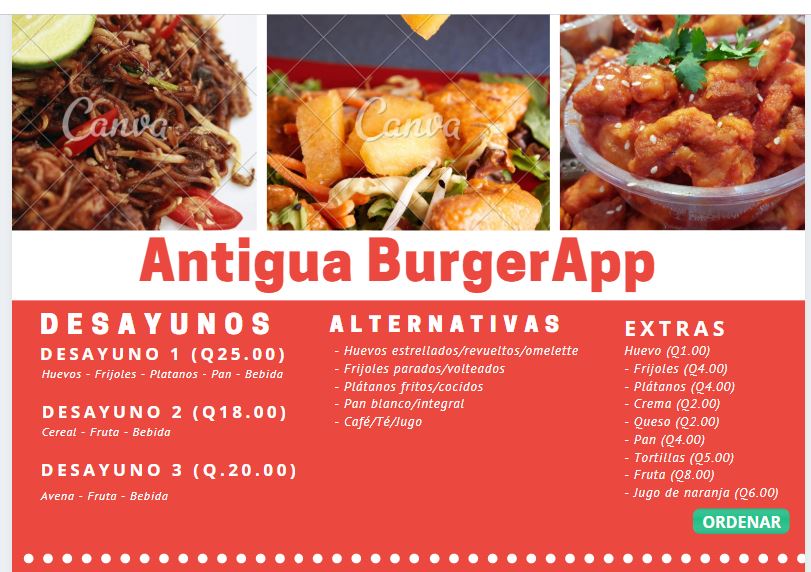 Canva
Canva
Antigua BurgerApp
DESAYUNOS
DESAYUNO 1 (Q25.00)
Huevos - Frijoles - Platanos - Pan - Bebida
DESAYUNO 2 (Q18.00)
Cereal - Fruta - Bebida
DESAYUNO 3 (Q.20.00)
Avena - Fruta - Bebida
ALTERNATIVAS
- Huevos estrellados/revueltos/omelette
- Frijoles parados/volteados
- Plátanos fritos/cocidos
- Pan blanco/integral
- Café/Té/Jugo
EXTRAS
Huevo (Q1.00)
- Frijoles (Q4.00)
- Plátanos (Q4.00)
- Crema (Q2.00)
- Queso (Q2.00)
- Pan (Q4.00)
- Tortillas (Q5.00)
- Fruta (Q8.00)
- Jugo de naranja (Q6.00)
ORDENAR